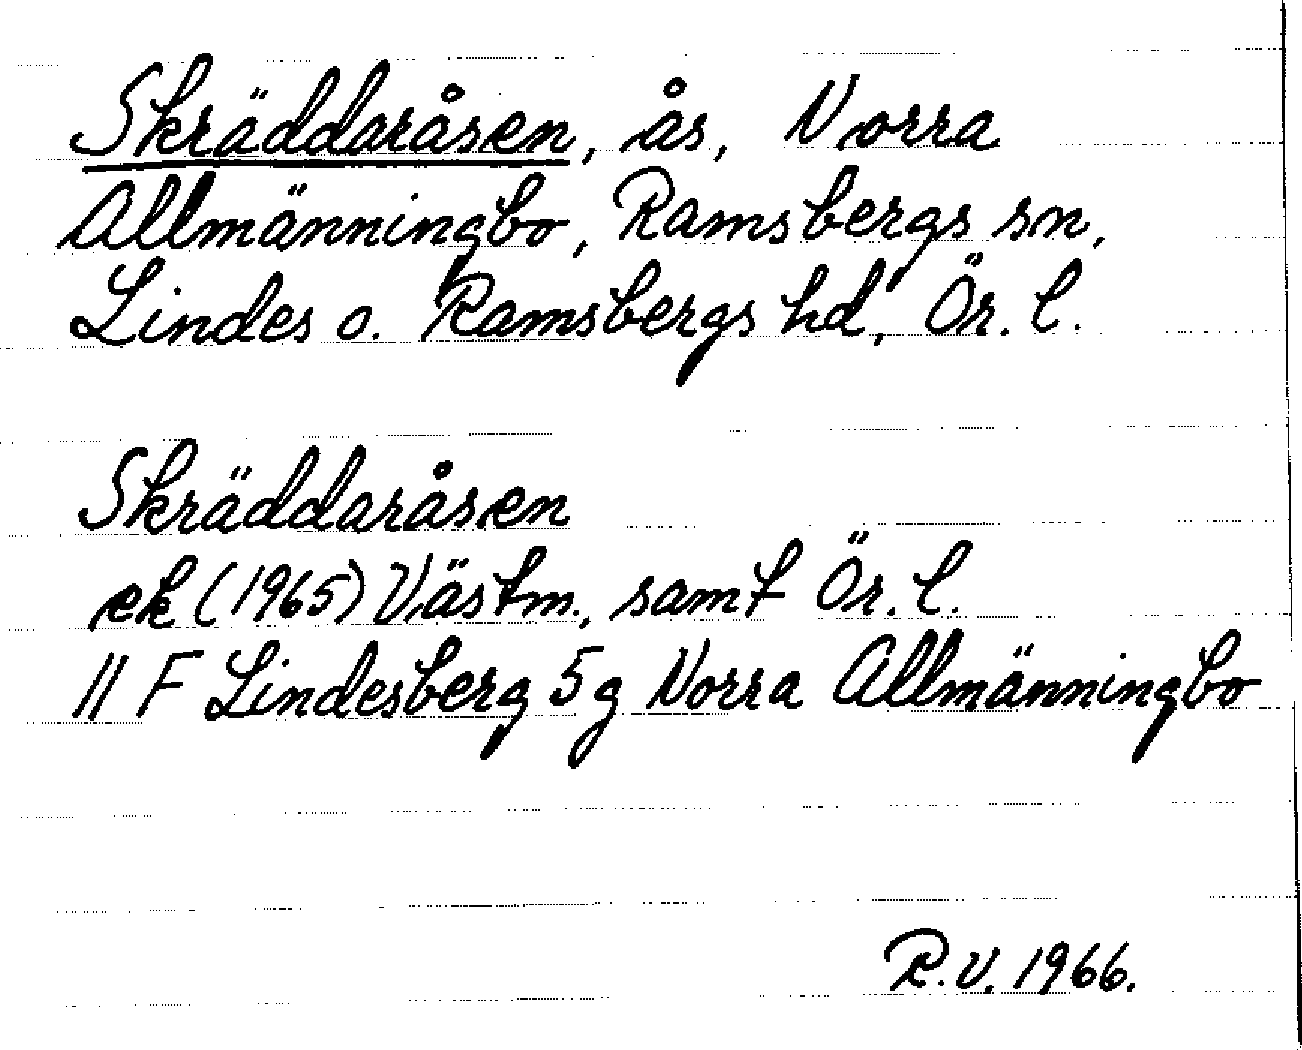 Skräddaråsen, ås, Norra
Allmänningbo, Ramsbergs sn,
Lindes o. Ramsbergs hd, Ör. l.
Skräddaråsen
ek (1965) Västm., samt Ör. l.
11 F Lindesberg 5 g Norra Allmänningbo
R.V. 1966.